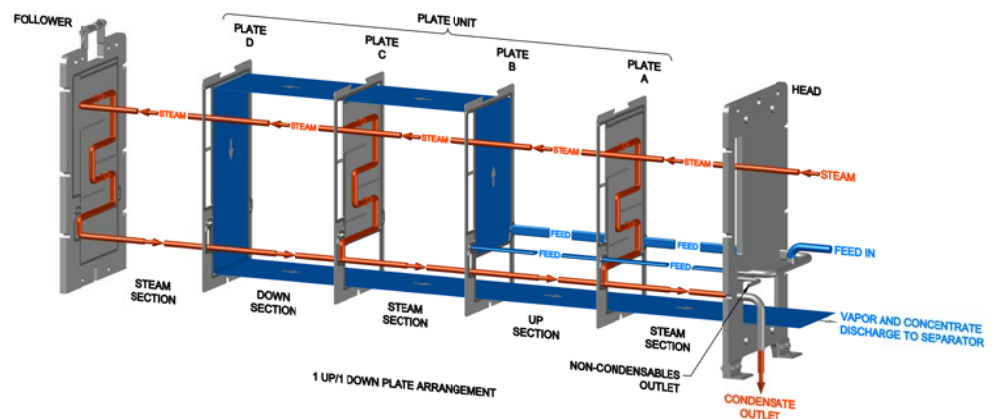 FOLLOWER
PLATE UNIT
PLATE
D
PLATE
C
PLATE
B
PLATE
A
HEAD
STEAM
STEAM
STEAM
STEAM
STEAM
STEAM
FEED
FEED
FEED IN
FEED
FEED
STEAM
SECTION
DOWN
SECTION
STEAM
SECTION
UP
SECTION
STEAM
SECTION
VAPOR AND CONCENTRATE
DISCHARGE TO SEPARATOR
NON-CONDENSABLES
OUTLET
1 UP/1 DOWN PLATE ARRANGEMENT
CONDENSATE
OUTLET